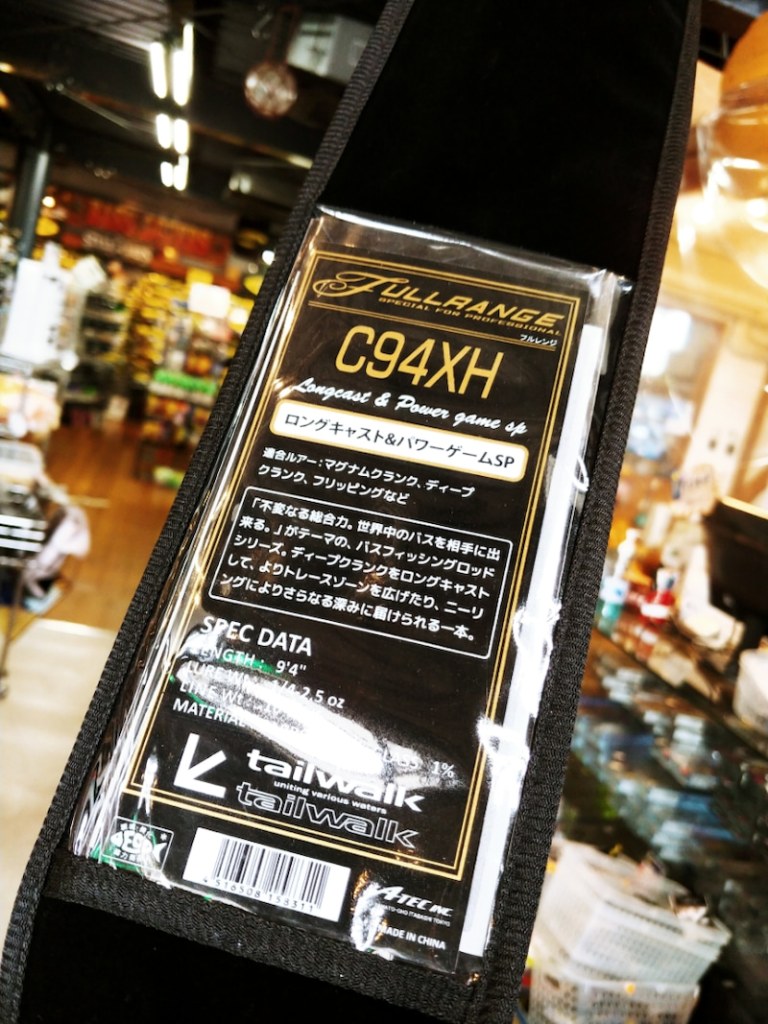 FULLRANGE
SPECIAL FOR PROFESSIONAL
フルレンジ
C94XH
Longcast & Power game sp
ロングキャスト&パワーゲームSP
適合ルアー:マグナムクランク、ディープ
クランク、フリッピングなど
「不変なる総合力。世界中のバスを相手に出
来る。」がテーマの、バスフィッシングロッド
シリーズ。ディープクランクをロングキャスト
して、よりトレースゾーンを広げたり、ニーリ
ングによりさらなる深みに届けられる一本。
SPEC DATA
LENGTH : 9'4"
LURE 2.5 oz
LINE
MATERIAL 1%
tailwalk
uniting various waters
tailwalk
4 516508 158311
MADE IN CHINA